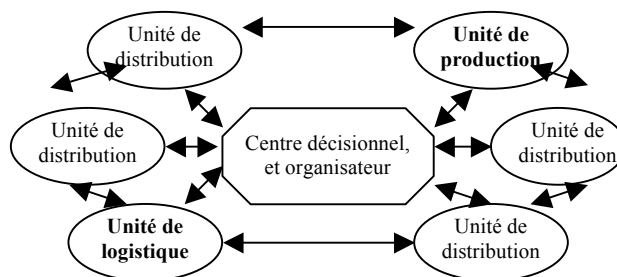 Unité de
distribution
Unité de
production
Unité de
distribution
Centre décisionnel,
et organisateur
Unité de
distribution
Unité de
logistique
Unité de
distribution